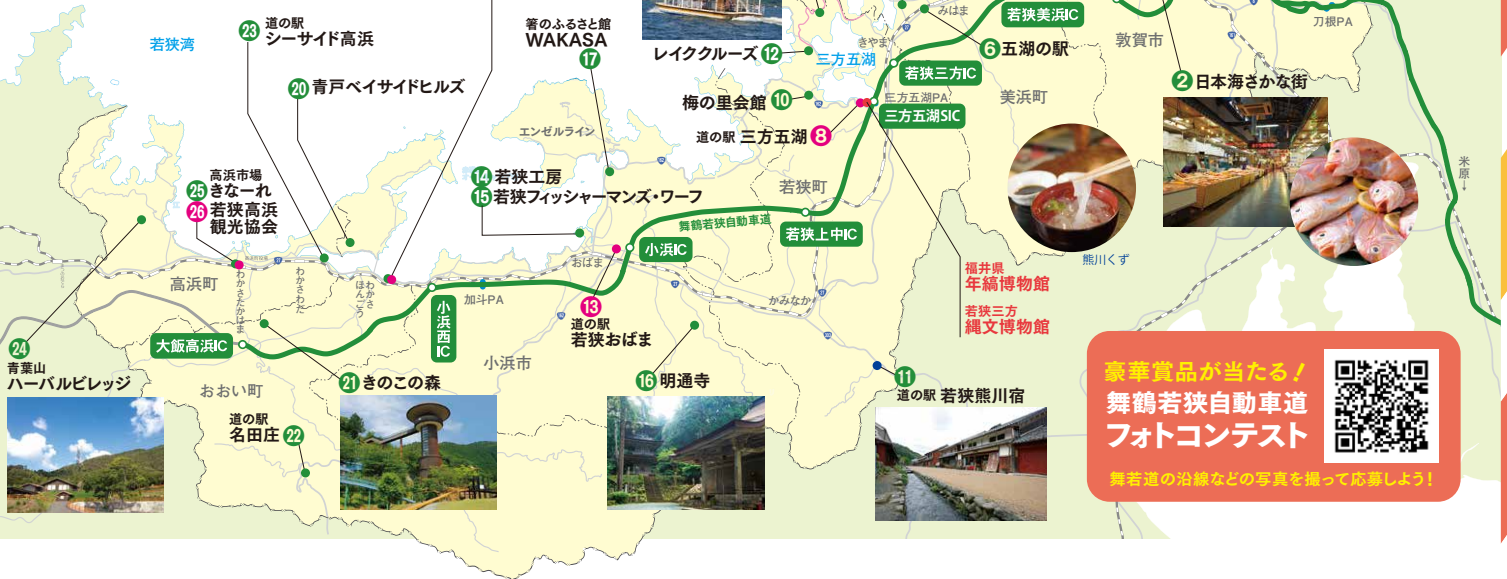 若狭湾
23
道の駅
シーサイド高浜
20 青戸ベイサイドヒルズ
箸のふるさと館
WAKASA
17
レイククルーズ 12
三方五湖
きやま
みはま
6 五湖の駅
若狭美浜IC
敦賀市
刀根PA
若狭三方IC
三方五湖PA
三方五湖SIC
美浜町
2 日本海さかな街
梅の里会館 10
道の駅 三方五湖 8
エンゼルライン
14 若狭工房
15 若狭フィッシャーマンズ・ワーフ
高浜市場
25 きなーれ
26 若狭高浜
観光協会
若狭町
舞鶴若狭自動車道
若狭上中IC
小浜IC
米原→
熊川くず
高浜町
わかさたかはま
わかさわだ
わかさ
ほんごう
おばま
かみなか
加斗PA
小浜西IC
13
道の駅
若狭おばま
福井県
年縞博物館
若狭三方
縄文博物館
大飯高浜IC
24
青葉山
ハーバルビレッジ
おおい町
小浜市
21 きのこの森
16 明通寺
11
道の駅 若狭熊川宿
道の駅
名田庄 22
豪華賞品が当たる!
舞鶴若狭自動車道
フォトコンテスト
舞若道の沿線などの写真を撮って応募しよう!